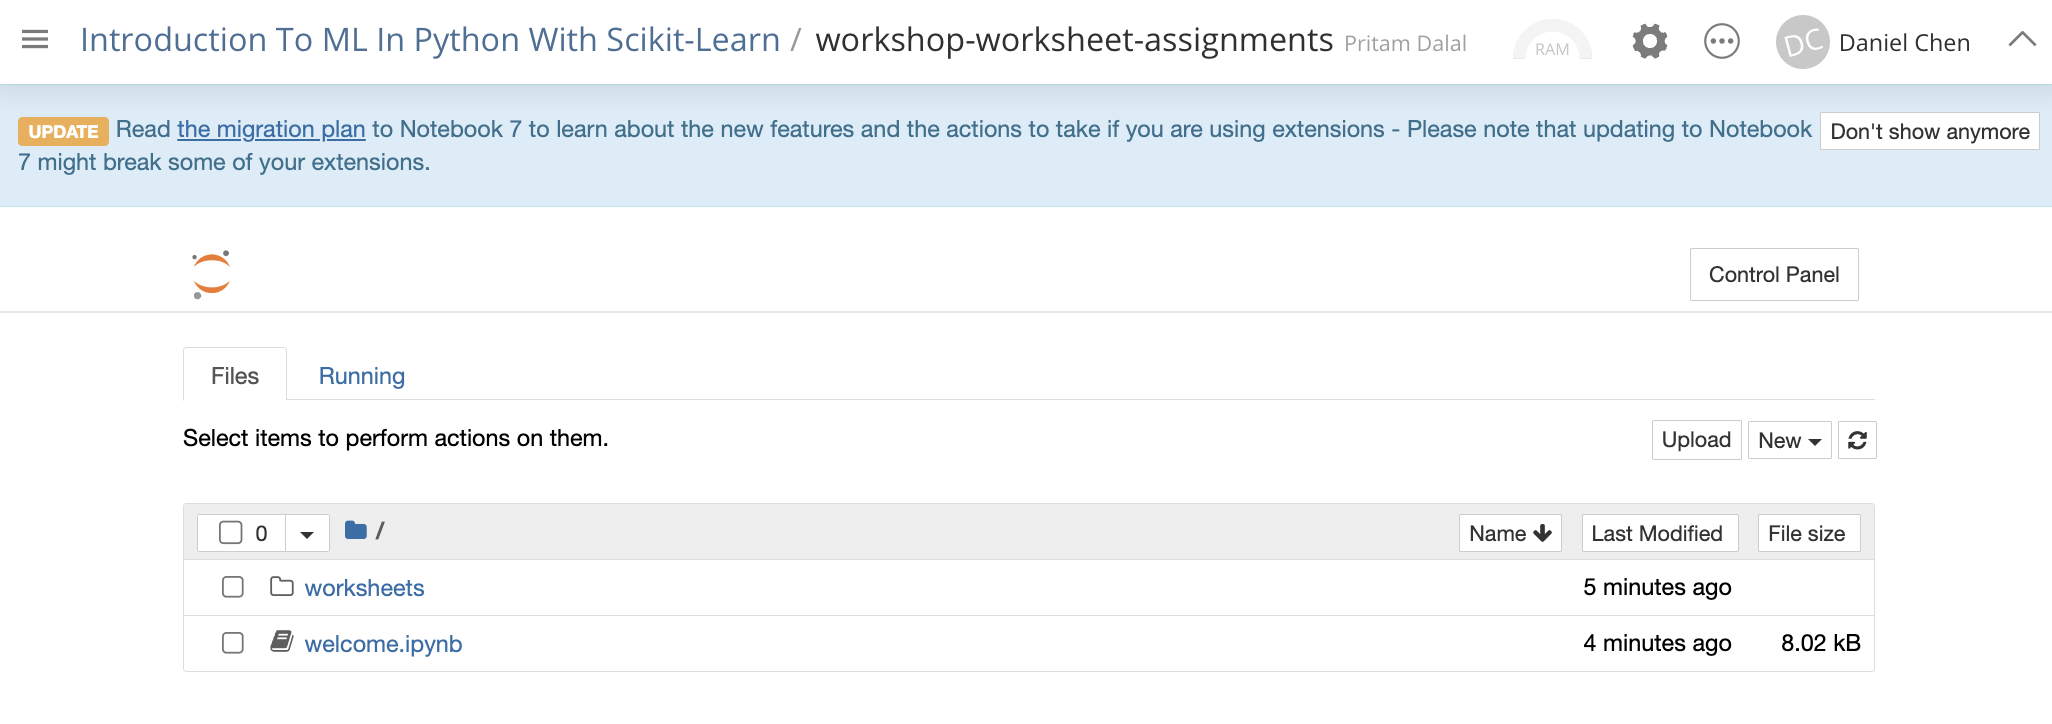 Introduction To ML In Python With Scikit-Learn / workshop-worksheet-assignments Pritam Dalal RAM DC Daniel Chen
UPDATE Read the migration plan to Notebook 7 to learn about the new features and the actions to take if you are using extensions - Please note that updating to Notebook Don't show anymore
7 might break some of your extensions.
Control Panel
Files Running
Select items to perform actions on them. Upload New
0 / Name Last Modified File size
worksheets 5 minutes ago
welcome.ipynb 4 minutes ago 8.02 kB